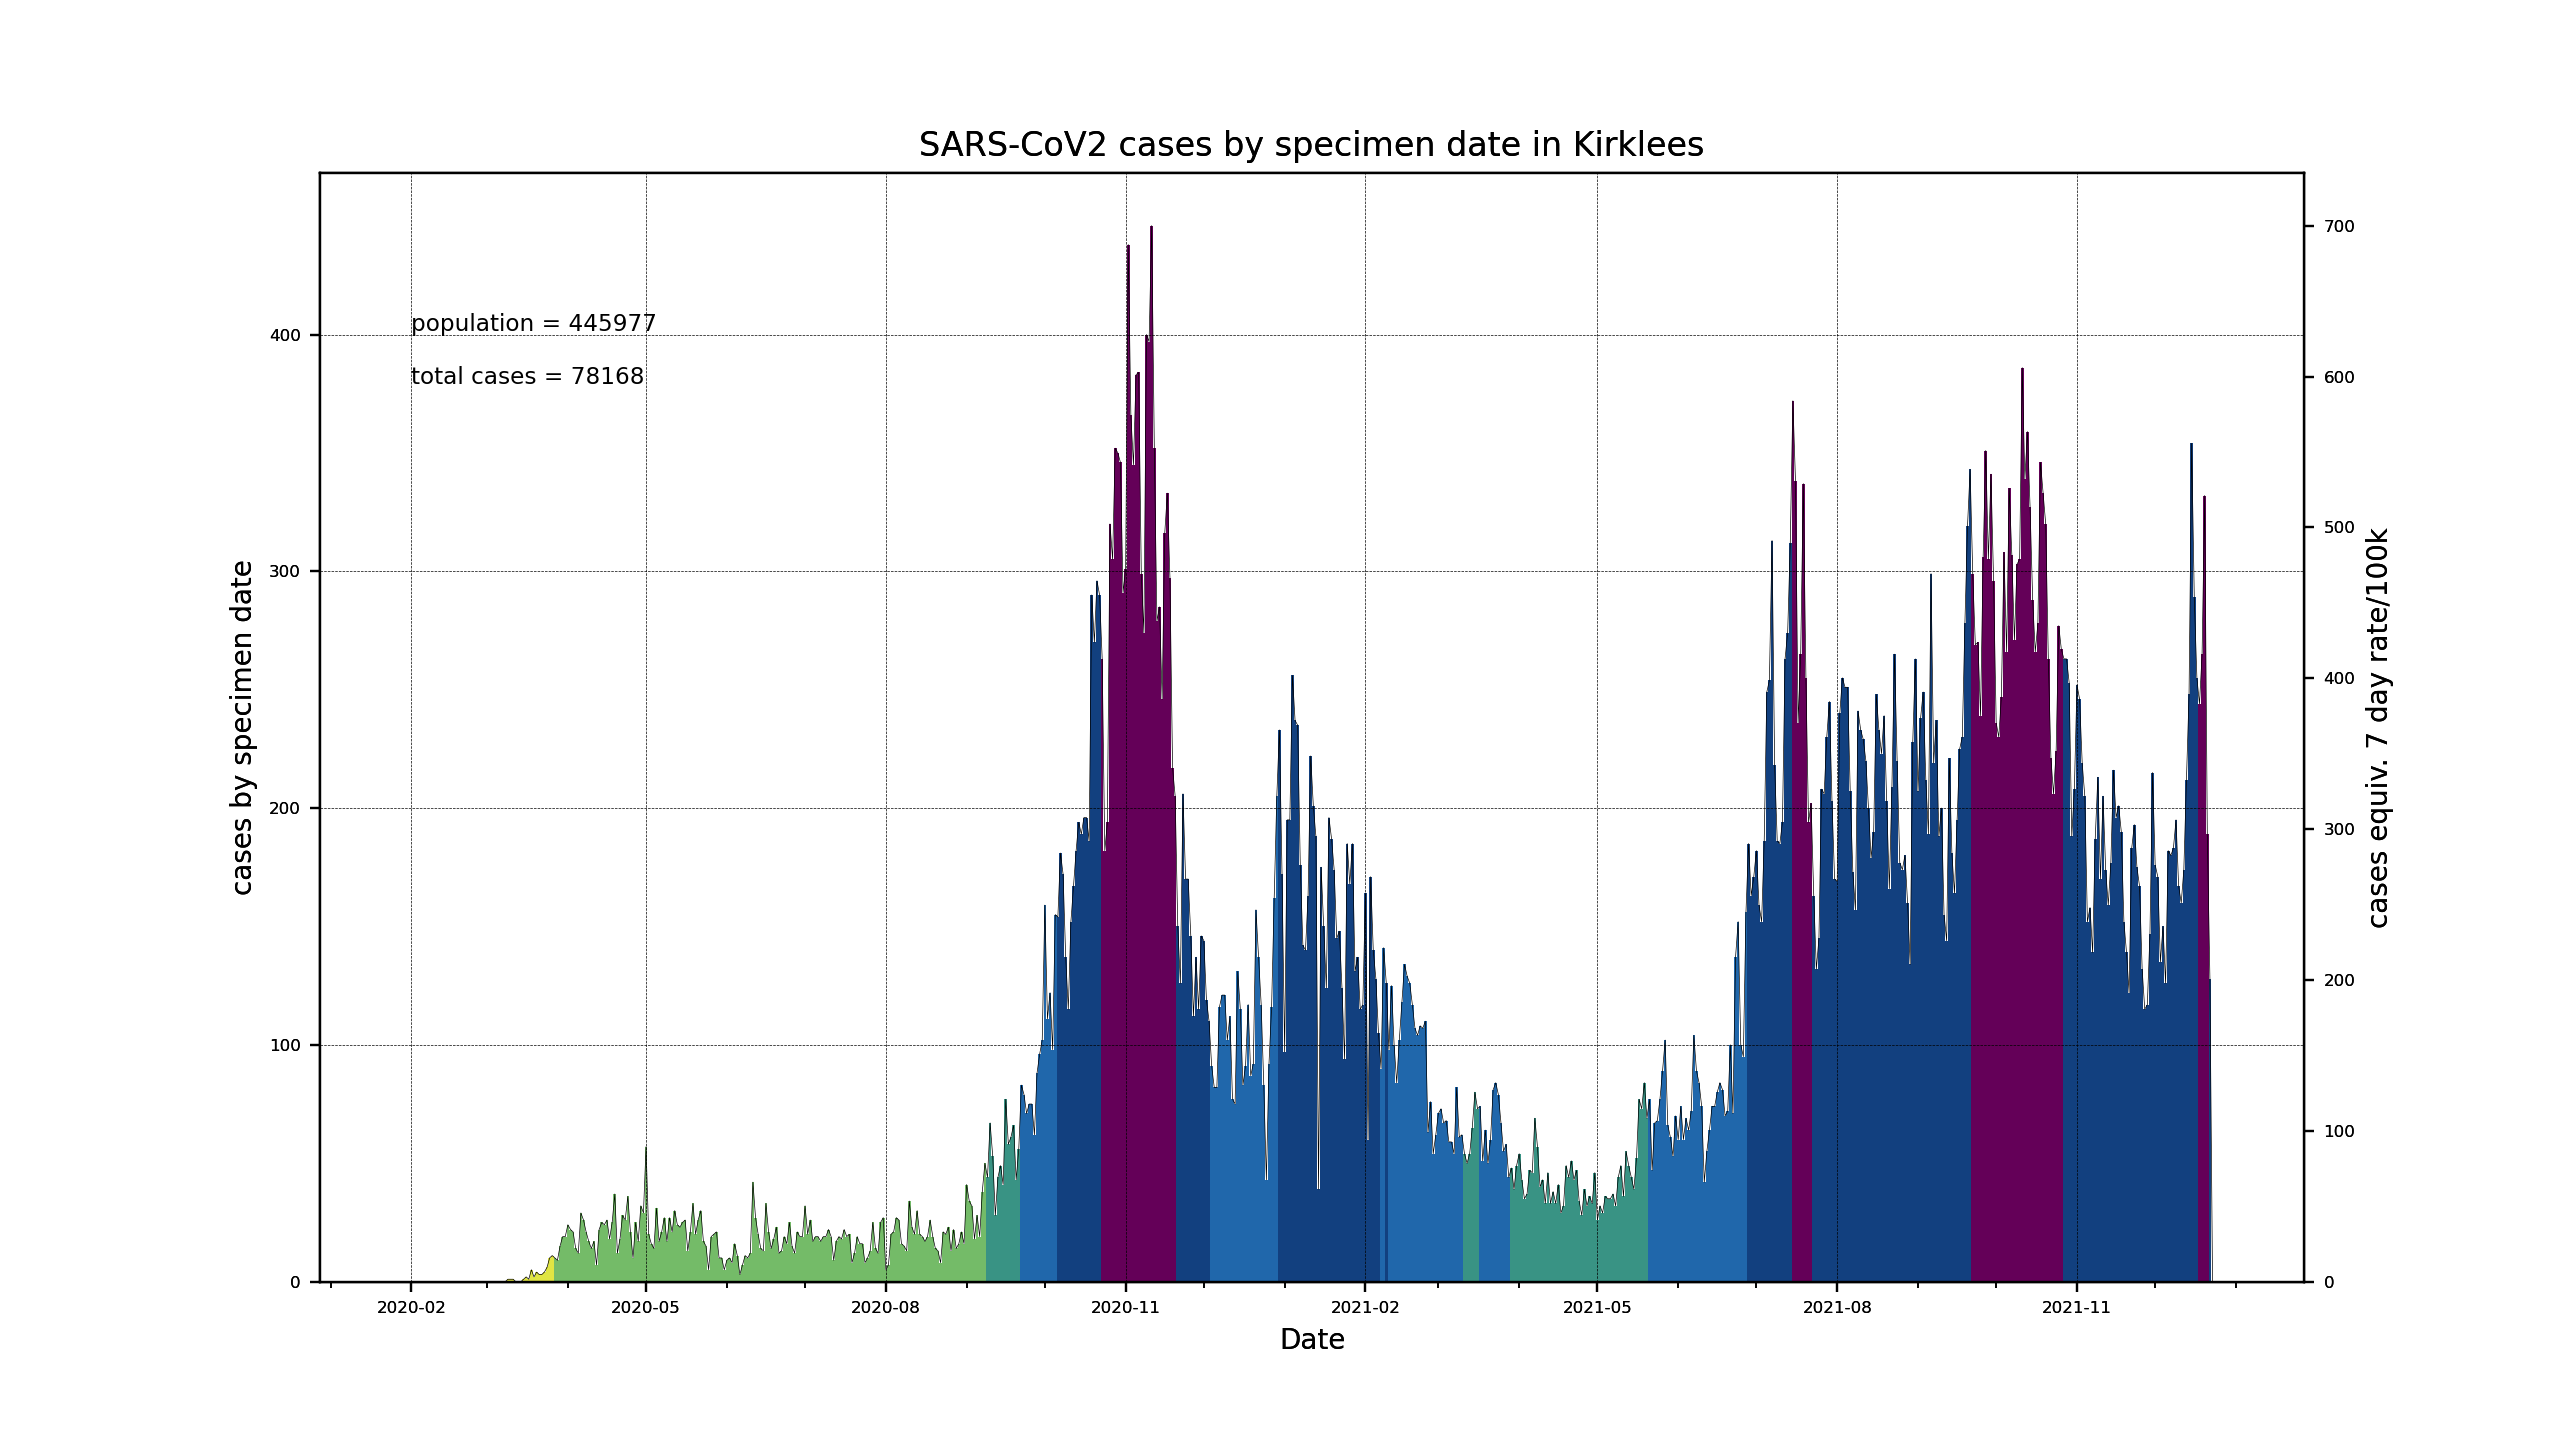 SARS-CoV2 cases by specimen date in Kirklees
population = 445977
total cases = 78168
cases by specimen date
400
300
200
100
0
700
600
500
400
300
200
100
0
cases equiv. 7 day rate/100k
2020-02 2020-05 2020-08 2020-11 2021-02 2021-05 2021-08 2021-11
Date